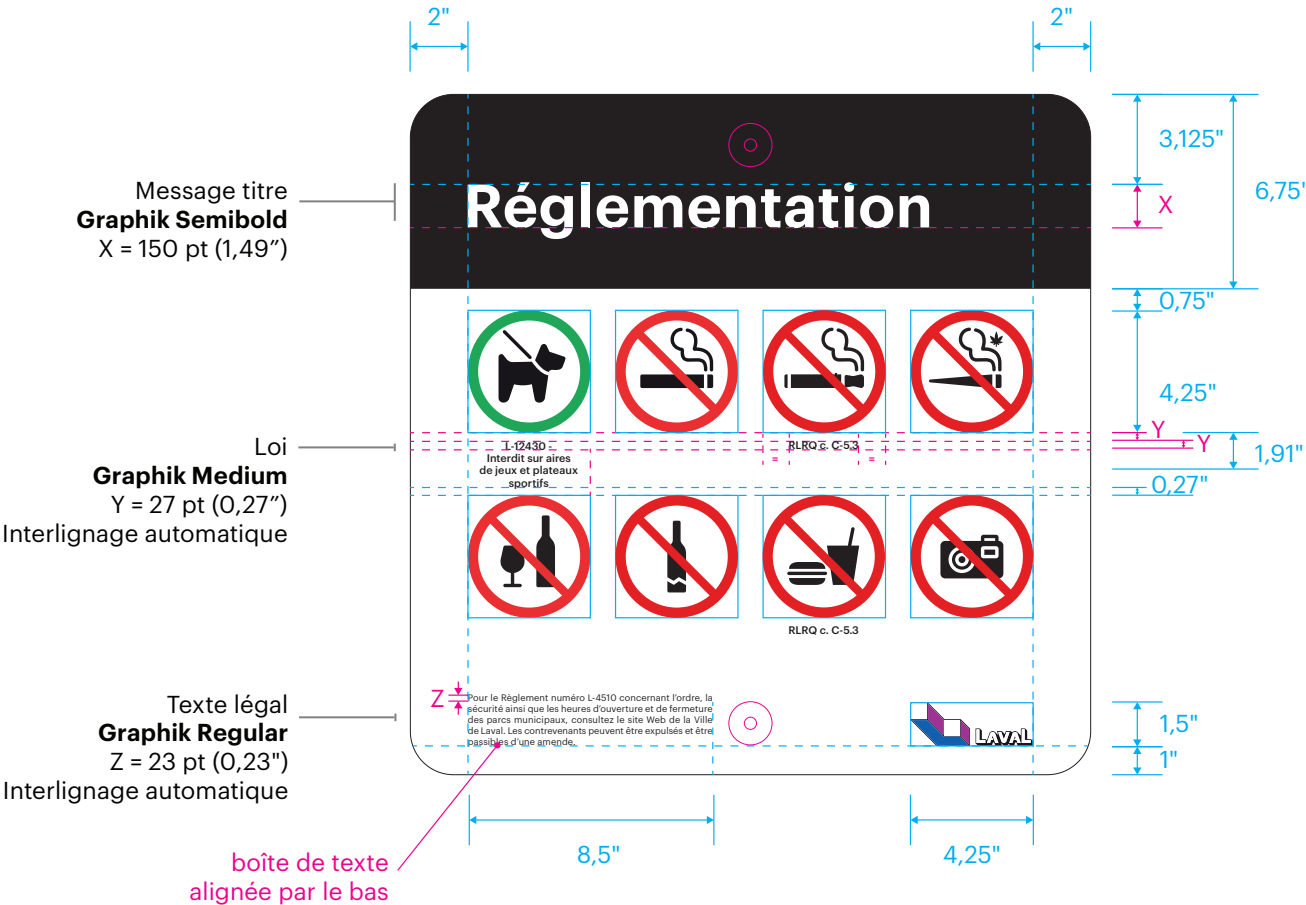 2"
2"
3,125"
Message titre
Graphik Semibold
X = 150 pt (1,49″)
Réglementation
X
6,75'
0,75"
4,25"
Loi
Graphik Medium
Y = 27 pt (0,27″)
Interlignage automatique
L-12430 -
Interdit sur aires
de jeux et plateaux
sportifs
RLRQ c. C-5.3
=
=
Y
Y
1,91"
0,27"
RLRQ c. C-5.3
Texte légal
Graphik Regular
Z = 23 pt (0,23")
Interlignage automatique
Z
Pour le Règlement numéro L-4510 concernant l'ordre, la
sécurité ainsi que les heures d'ouverture et de fermeture
des parcs municipaux, consultez le site Web de la Ville
de Laval. Les contrevenants peuvent être expulsés et être
passibles d'une amende.
LAVAL
1,5"
1"
8,5"
4,25"
boîte de texte
alignée par le bas